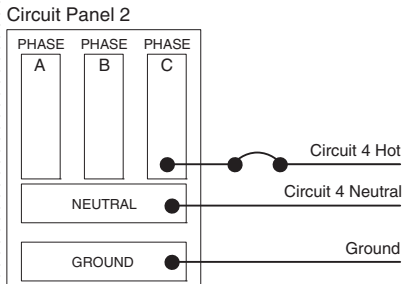 Circuit Panel 2
PHASE PHASE PHASE
A B C
Circuit 4 Hot
NEUTRAL
Circuit 4 Neutral
GROUND
Ground